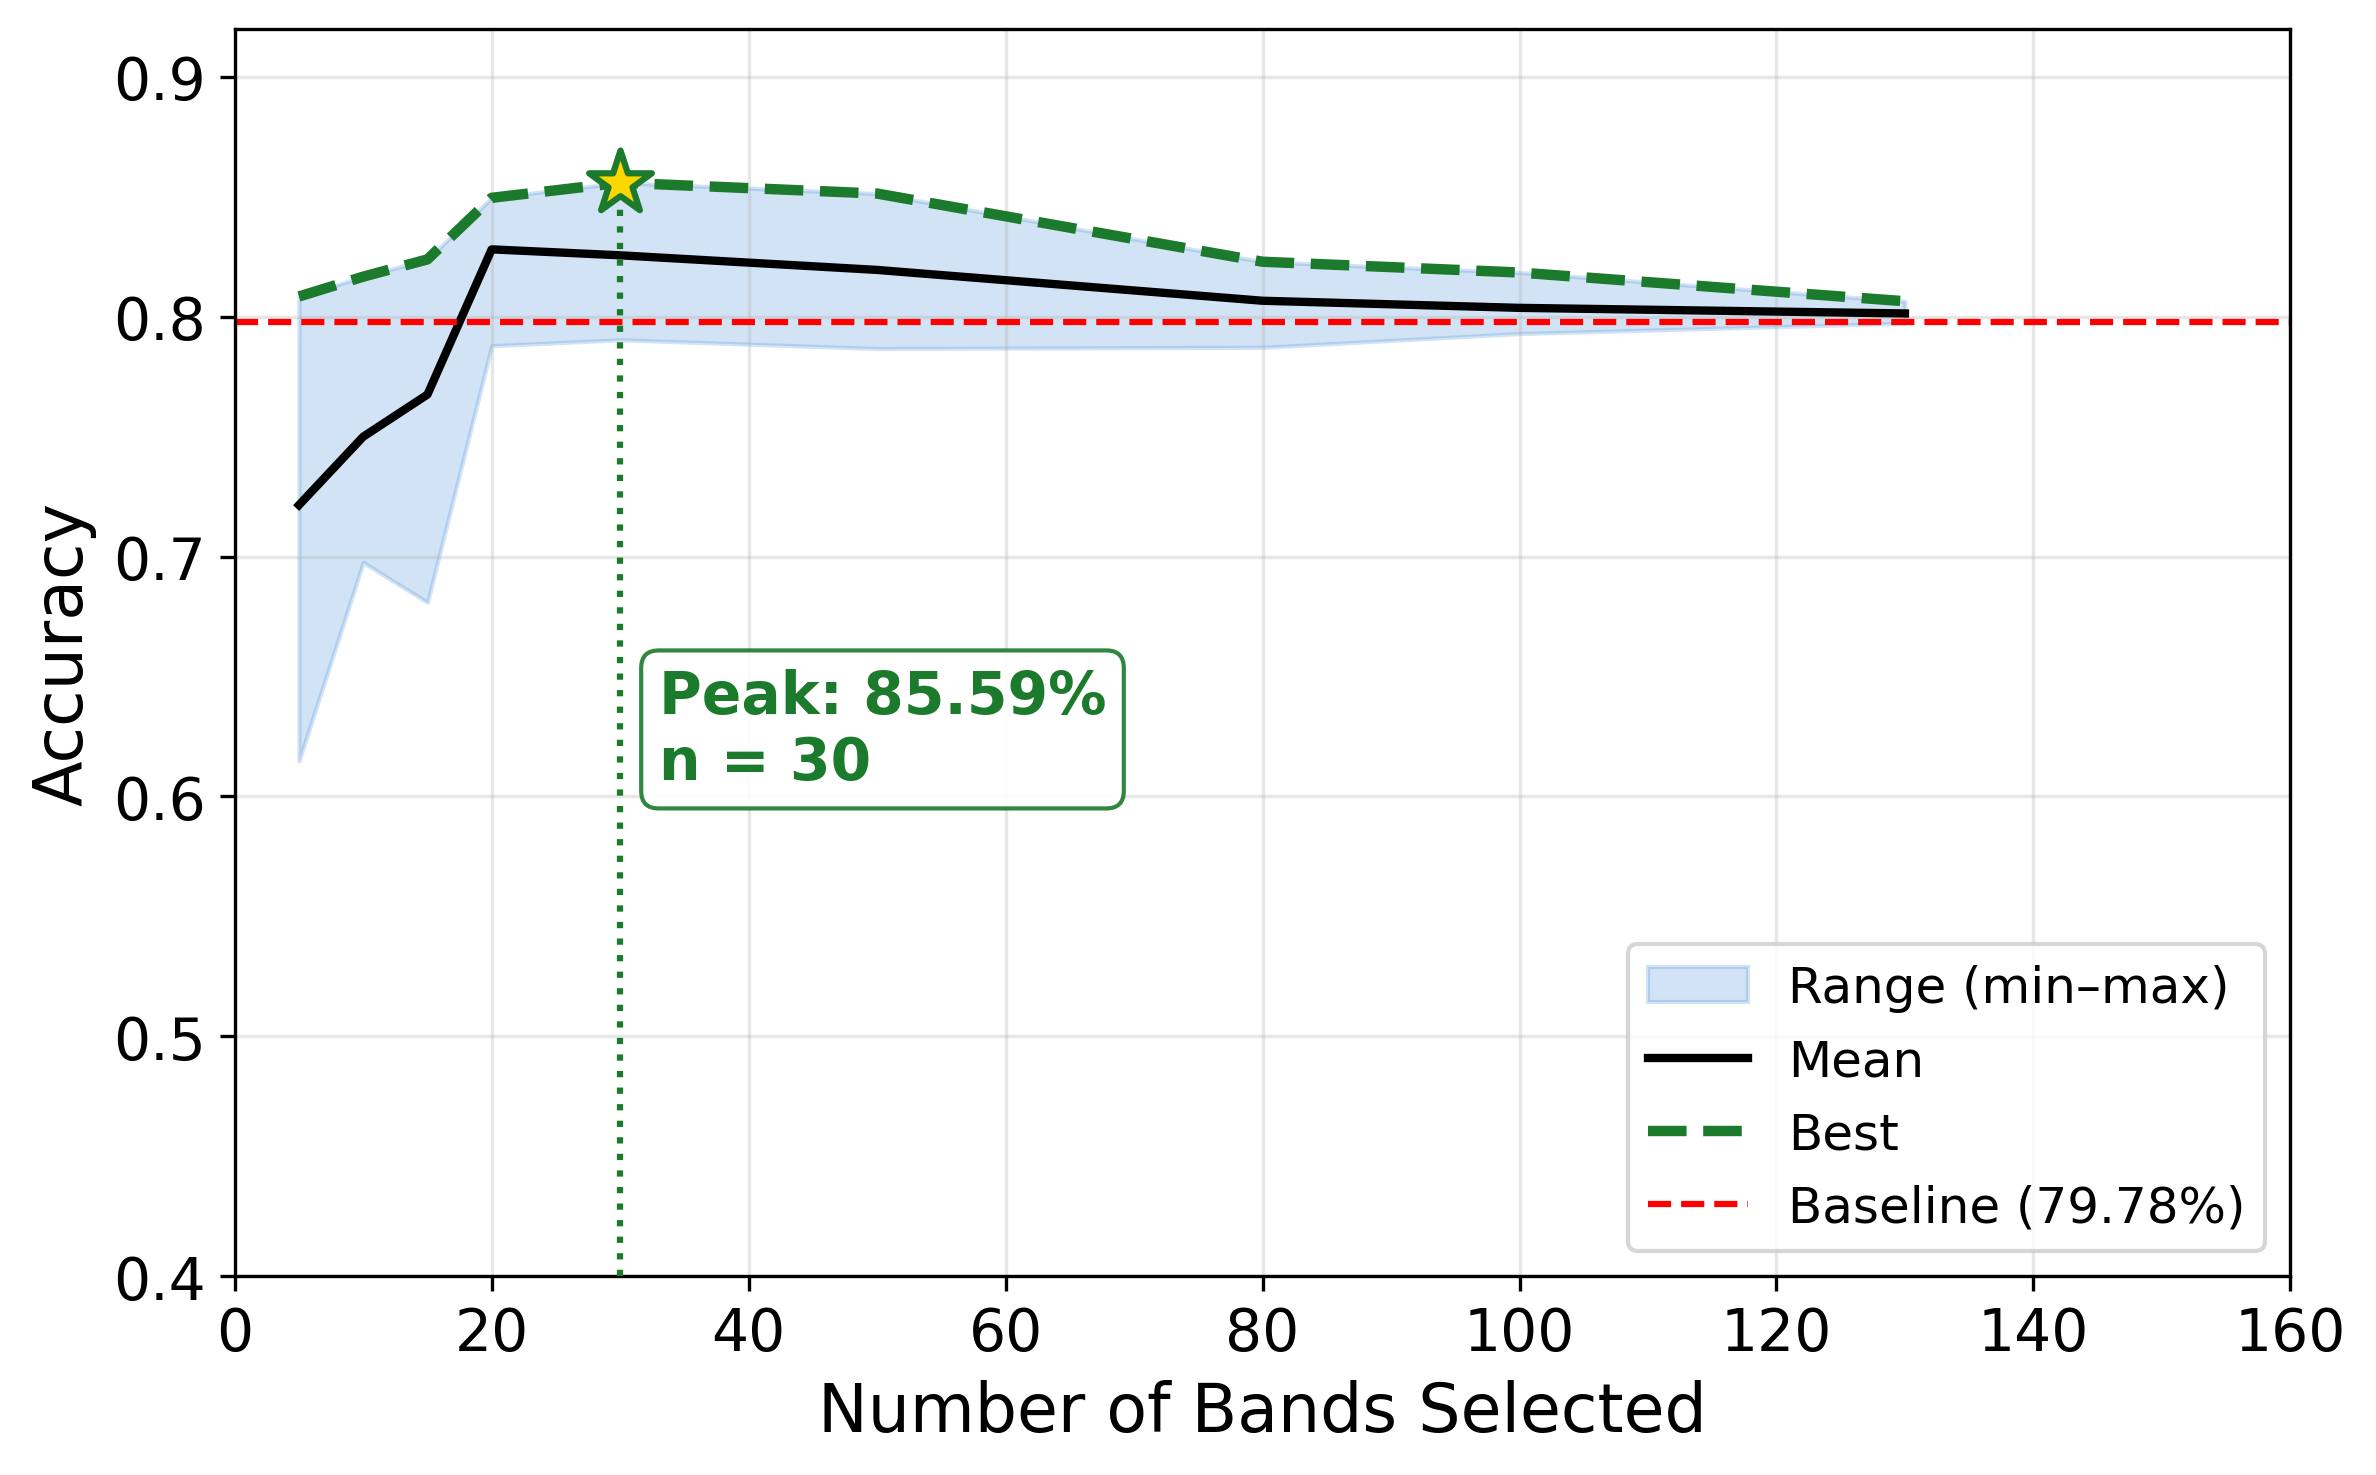 0.9
0.8
0.7
0.6
0.5
0.4
Accuracy
Peak: 85.59%
n = 30
Range (min–max)
Mean
Best
Baseline (79.78%)
0 20 40 60 80 100 120 140 160
Number of Bands Selected